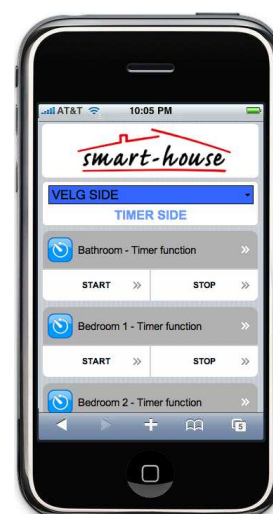 AT&T 10:05 PM
smart-house
VELG SIDE
TIMER SIDE
Bathroom - Timer function
START STOP
Bedroom 1 - Timer function
START STOP
Bedroom 2 - Timer function
5